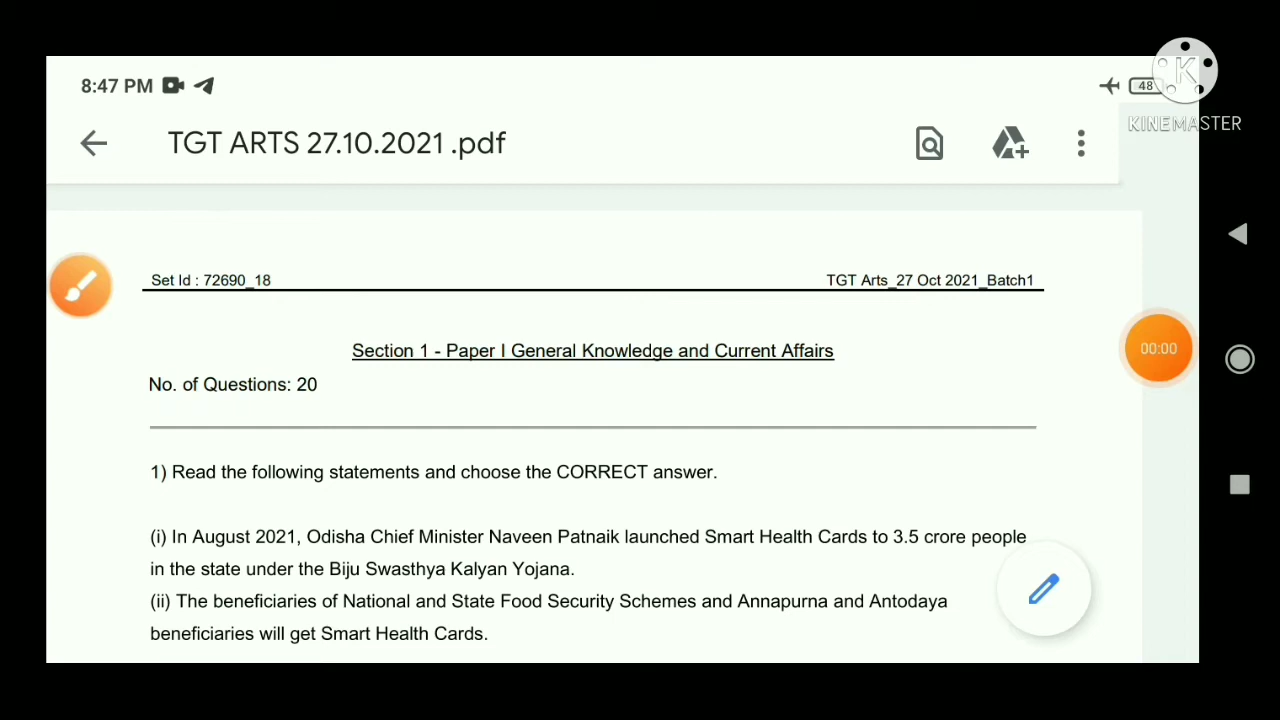 8:47 PM
48
K
KINEMASTER
TGT ARTS 27.10.2021 .pdf
Set Id : 72690_18
TGT Arts_27 Oct 2021_Batch1
Section 1 - Paper I General Knowledge and Current Affairs
00:00
No. of Questions: 20
1) Read the following statements and choose the CORRECT answer.
(i) In August 2021, Odisha Chief Minister Naveen Patnaik launched Smart Health Cards to 3.5 crore people
in the state under the Biju Swasthya Kalyan Yojana.
(ii) The beneficiaries of National and State Food Security Schemes and Annapurna and Antodaya
beneficiaries will get Smart Health Cards.